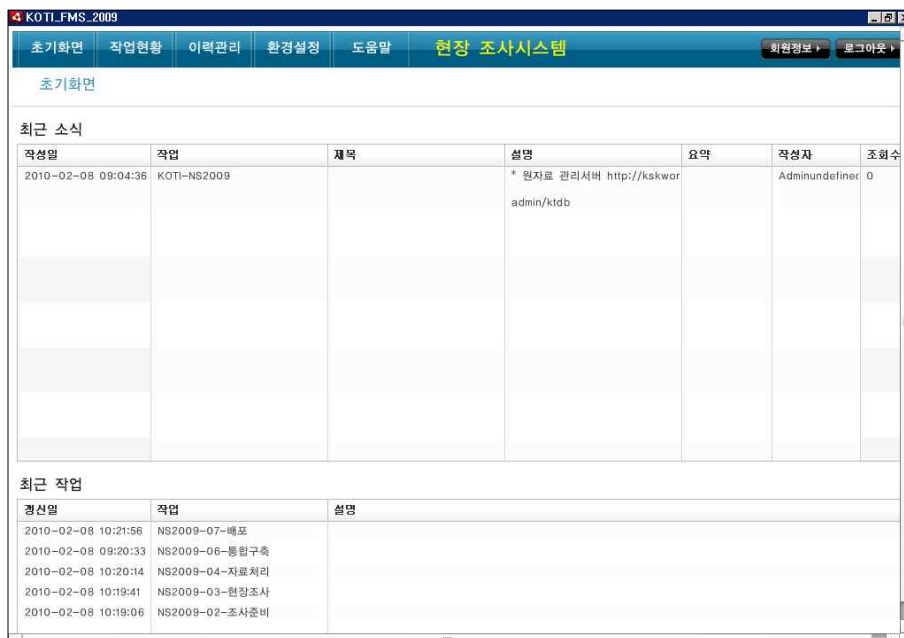 KOTI_FMS_2009
초기화면 작업현황 이력관리 환경설정 도움말 현장 조사시스템 회원정보 로그아웃
초기화면
최근 소식
작성일 작업 제목 설명 요약 작성자 조회수
2010-02-08 09:04:36 KOTI-NS2009 * 원자료 관리서버 http://kskwor Adminundefined 0
admin/ktdb
최근 작업
갱신일 작업 설명
2010-02-08 10:21:56 NS2009-07-배포
2010-02-08 09:20:33 NS2009-06-통합구축
2010-02-08 10:20:14 NS2009-04-자료처리
2010-02-08 10:19:41 NS2009-03-현장조사
2010-02-08 10:19:06 NS2009-02-조사준비